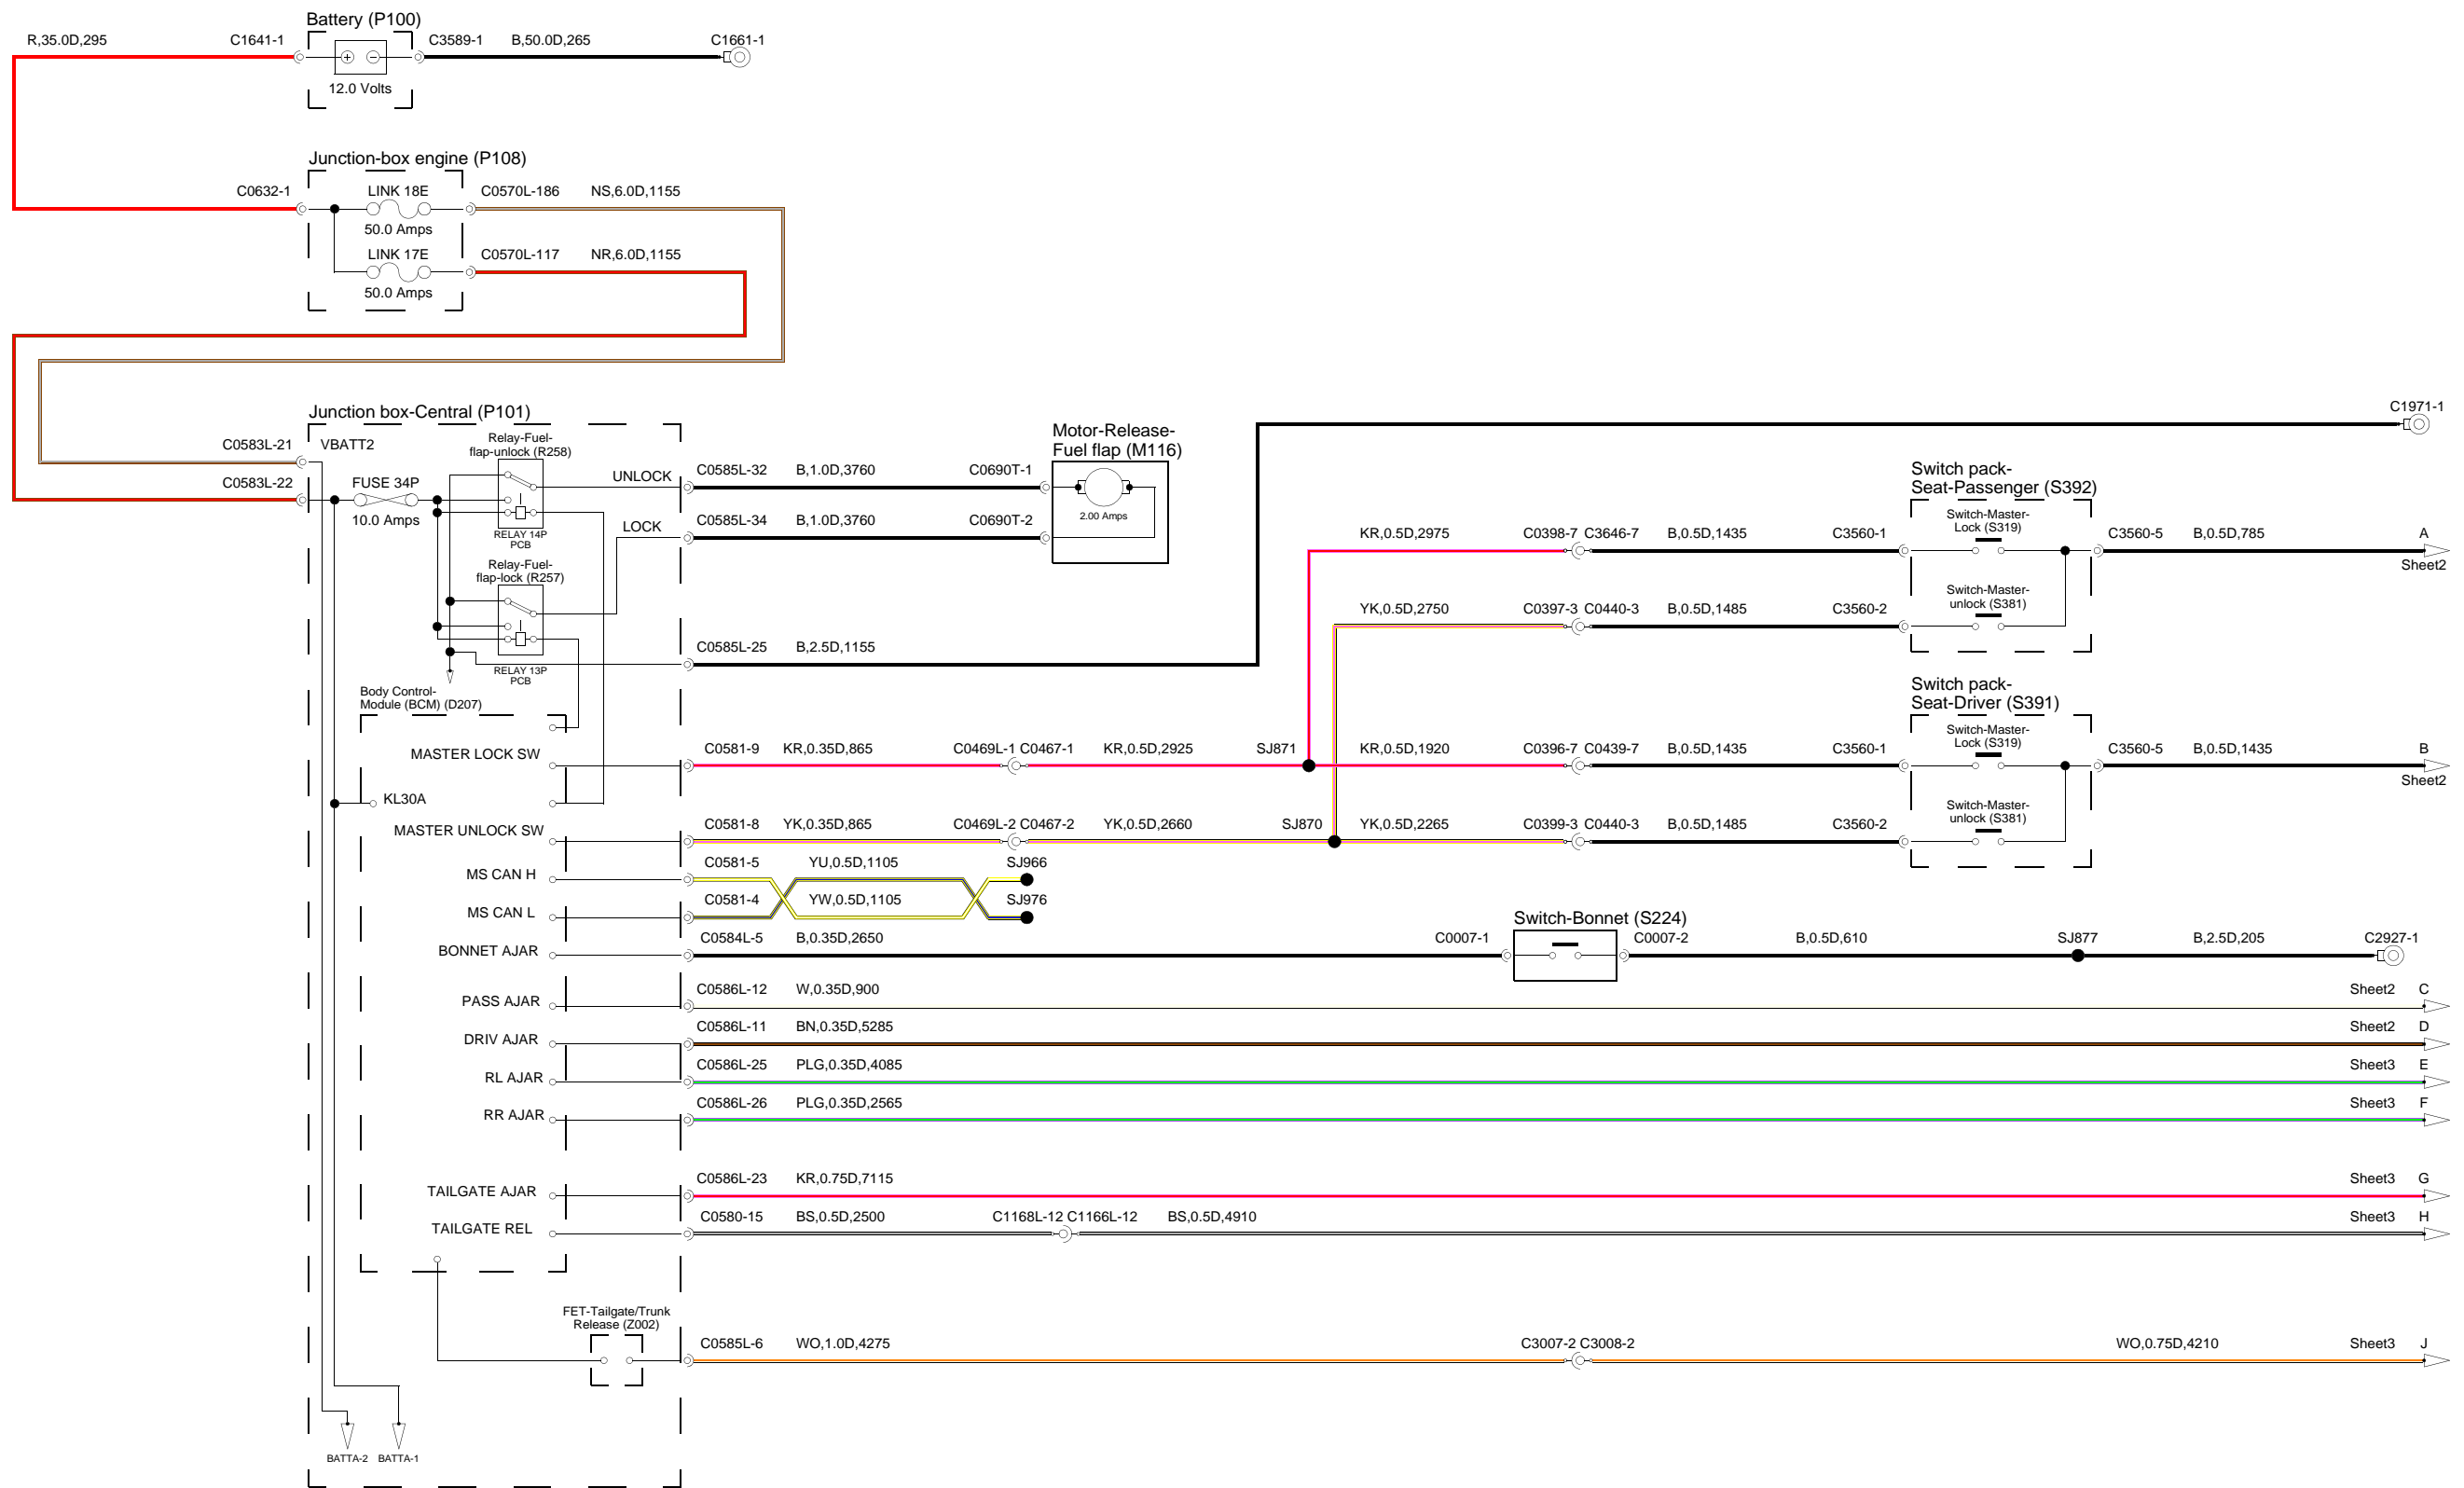 Battery (P100)
R,35.0D,295 C1641-1 C3589-1 B,50.0D,265 C1661-1
12.0 Volts
Junction-box engine (P108)
C0632-1 LINK 18E C0570L-186 NS,6.0D,1155
50.0 Amps
LINK 17E C0570L-117 NR,6.0D,1155
50.0 Amps
Junction box-Central (P101)
C1971-1
C0583L-21 VBATT2
Relay-Fuel-
flap-unlock (R258)
Motor-Release-
Fuel flap (M116)
UNLOCK C0585L-32 B,1.0D,3760 C0690T-1
C0583L-22 FUSE 34P
10.0 Amps
2.00 Amps
RELAY 14P
PCB
LOCK C0585L-34 B,1.0D,3760 C0690T-2
Switch pack-
Seat-Passenger (S392)
Switch-Master-
Lock (S319)
KR,0.5D,2975 C0398-7 C3646-7 B,0.5D,1435 C3560-1 C3560-5 B,0.5D,785 A
Sheet2
Relay-Fuel-
flap-lock (R257)
Switch-Master-
unlock (S381)
YK,0.5D,2750 C0397-3 C0440-3 B,0.5D,1485 C3560-2
C0585L-25 B,2.5D,1155
RELAY 13P
PCB
Body Control-
Module (BCM) (D207)
Switch pack-
Seat-Driver (S391)
Switch-Master-
Lock (S319)
MASTER LOCK SW C0581-9 KR,0.35D,865 C0469L-1 C0467-1 KR,0.5D,2925 SJ871 KR,0.5D,1920 C0396-7 C0439-7 B,0.5D,1435 C3560-1 C3560-5 B,0.5D,1435 B
Sheet2
KL30A
Switch-Master-
unlock (S381)
MASTER UNLOCK SW C0581-8 YK,0.35D,865 C0469L-2 C0467-2 YK,0.5D,2660 SJ870 YK,0.5D,2265 C0399-3 C0440-3 B,0.5D,1485 C3560-2
MS CAN H C0581-5 YU,0.5D,1105 SJ966
MS CAN L C0581-4 YW,0.5D,1105 SJ976
Switch-Bonnet (S224)
BONNET AJAR C0584L-5 B,0.35D,2650 C0007-1 C0007-2 B,0.5D,610 SJ877 B,2.5D,205 C2927-1
PASS AJAR C0586L-12 W,0.35D,900 Sheet2 C
DRIV AJAR C0586L-11 BN,0.35D,5285 Sheet2 D
RL AJAR C0586L-25 PLG,0.35D,4085 Sheet3 E
RR AJAR C0586L-26 PLG,0.35D,2565 Sheet3 F
TAILGATE AJAR C0586L-23 KR,0.75D,7115 Sheet3 G
TAILGATE REL C0580-15 BS,0.5D,2500 C1168L-12 C1166L-12 BS,0.5D,4910 Sheet3 H
FET-Tailgate/Trunk
Release (Z002)
C0585L-6 WO,1.0D,4275 C3007-2 C3008-2 WO,0.75D,4210 Sheet3 J
BATTA-2 BATTA-1